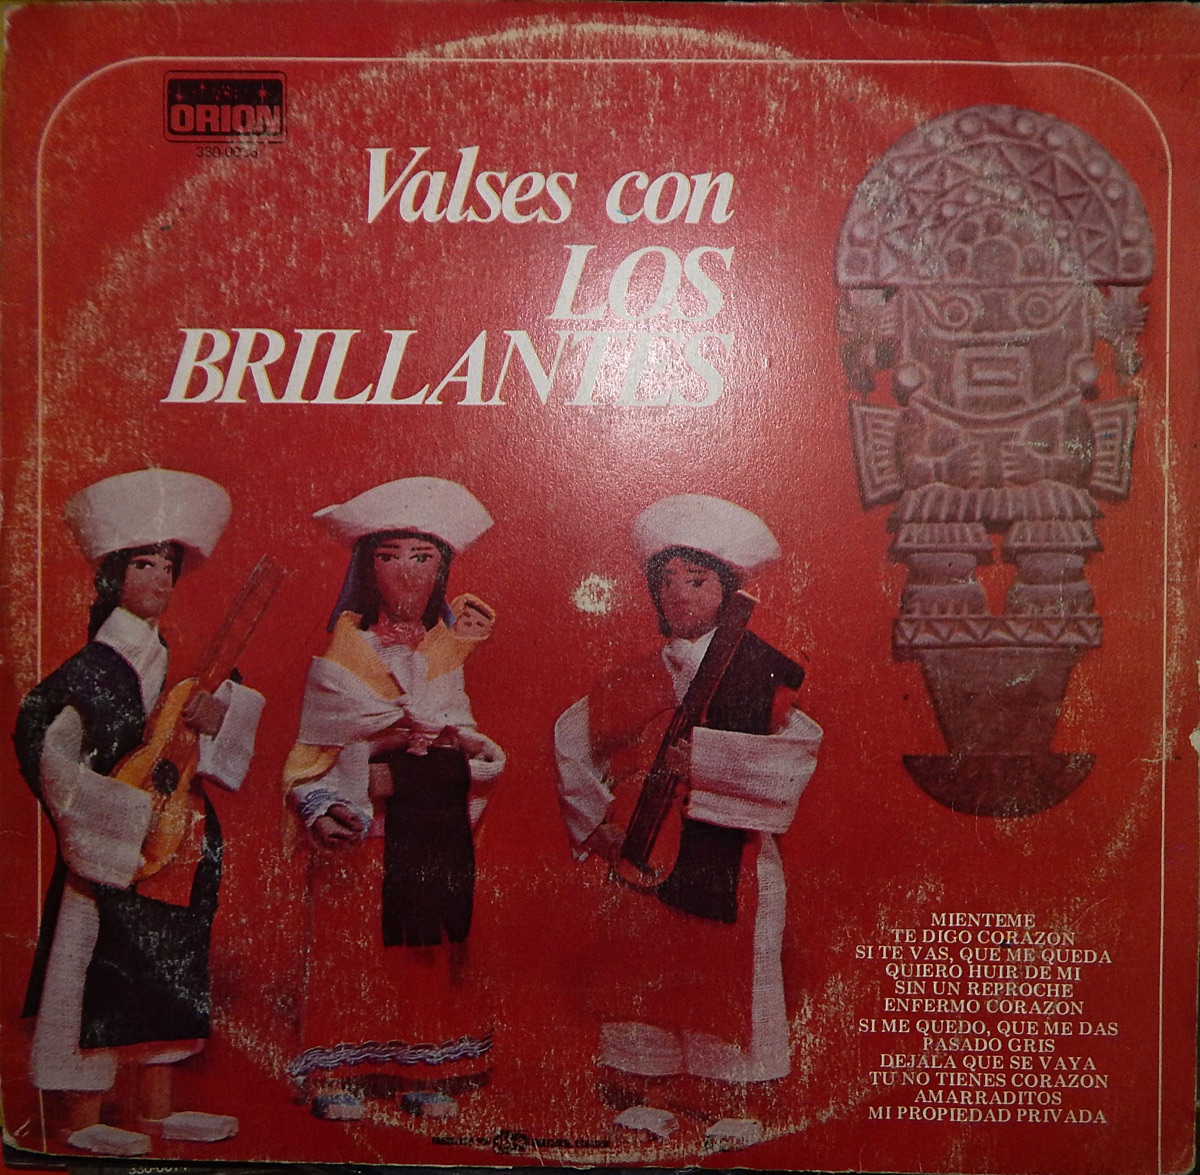 ORION
Valses con
LOS
BRILLANTES
MIENTEME
TE DIGO CORAZON
SI TE VAS, QUE ME QUEDA
QUIERO HUIR DE MI
SIN UN REPROCHE
ENFERMO CORAZON
SI ME QUEDO, QUE ME DAS
PASADO GRIS
DEJALA QUE SE VAYA
TU NO TIENES CORAZON
AMARRADITOS
MI PROPIEDAD PRIVADA